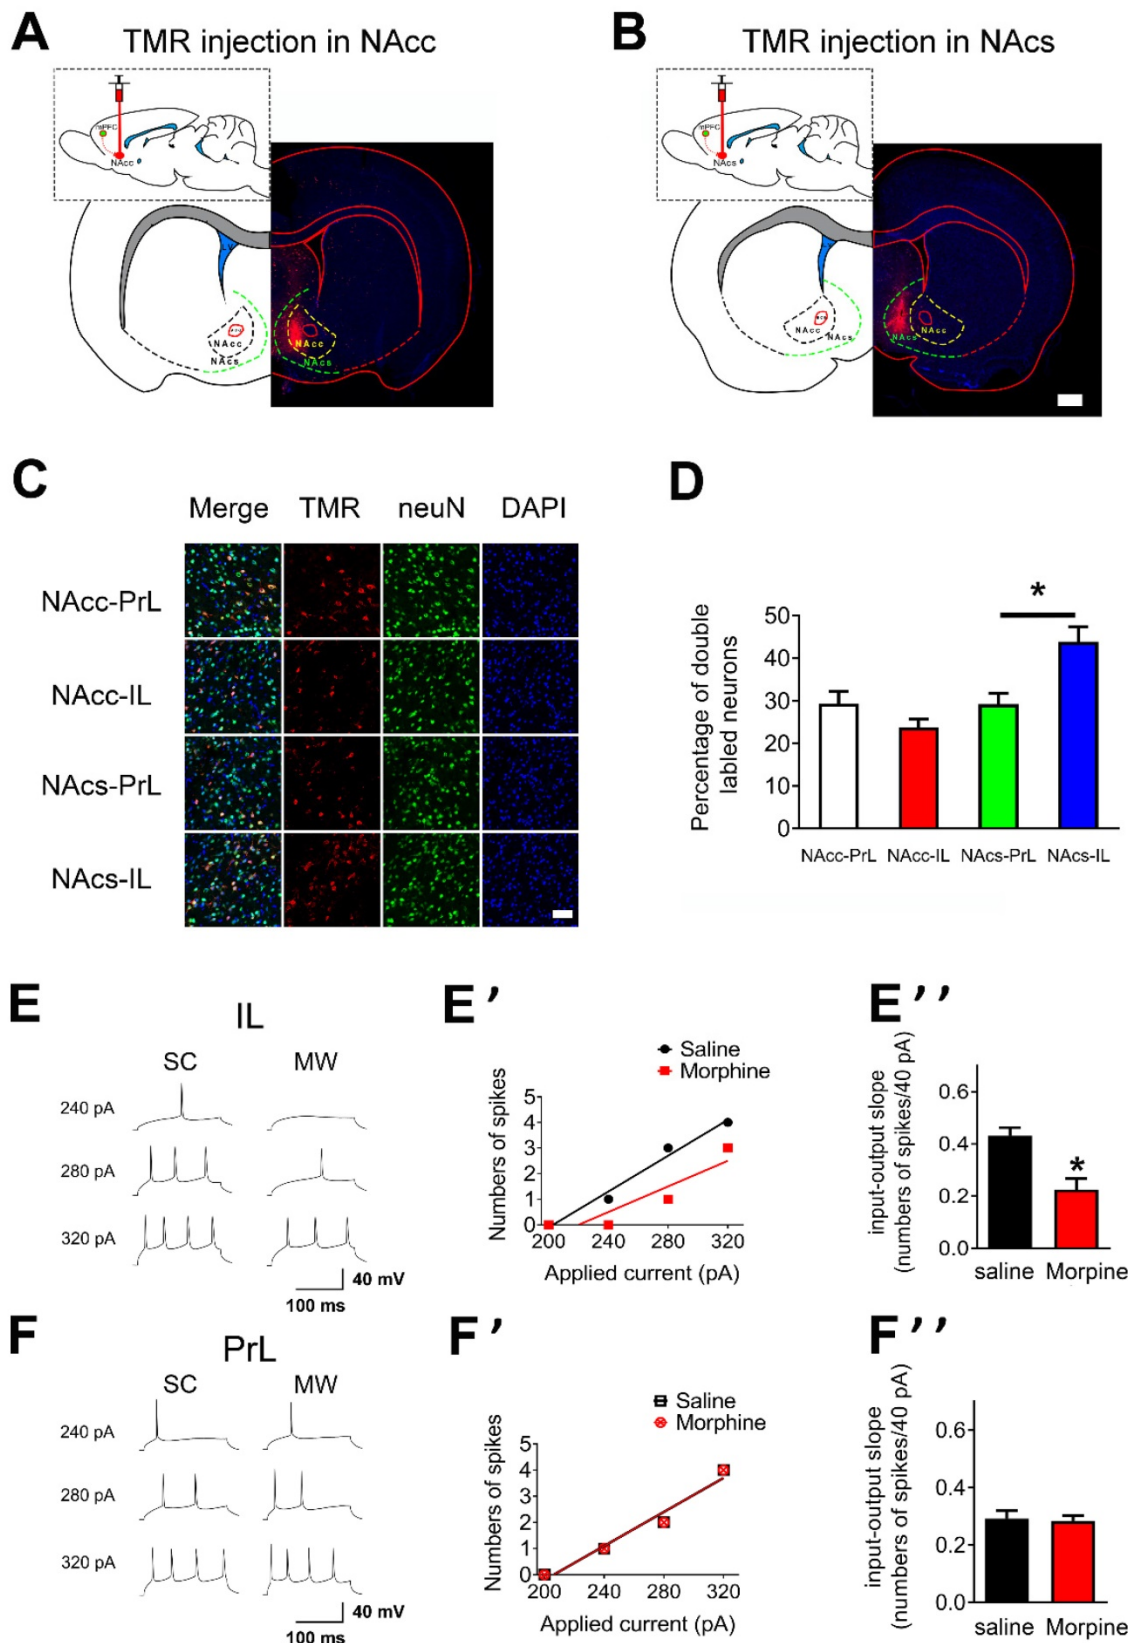 A
TMR injection in NAcc
B
TMR injection in NAcs
mPFC
NAcc
mPFC
NAcs
NAcc
NAcs
NAcc
NAcs
NAcc
NAcs
NAcs
NAcc
C
Merge TMR neuN DAPI
NAcc-PrL
NAcc-IL
NAcs-PrL
NAcs-IL
D
*
Percentage of double
labled neurons
50
40
30
20
10
0
NAcc-PrL NAcc-IL NAcs-PrL NAcs-IL
E
IL
SC MW
240 pA
280 pA
320 pA
40 mV
100 ms
E'
Saline
Morphine
Numbers of spikes
5
4
3
2
1
0
200 240 280 320
Applied current (pA)
E''
input-output slope
(numbers of spikes/40 pA)
0.6
0.4
0.2
0.0
*
saline Morpine
F
PrL
SC MW
240 pA
280 pA
320 pA
40 mV
100 ms
F'
Saline
Morphine
Numbers of spikes
5
4
3
2
1
0
200 240 280 320
Applied current (pA)
F''
input-output slope
(numbers of spikes/40 pA)
0.6
0.4
0.2
0.0
saline Morpine